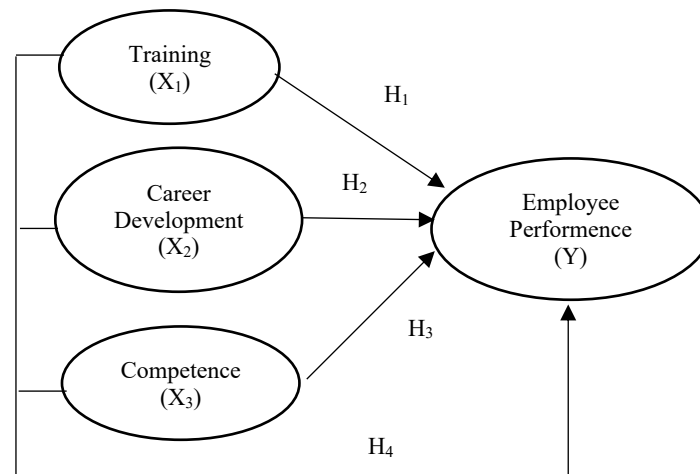 Training
(X₁)
H₁
Career
Development
(X₂)
H₂
Employee
Performence
(Y)
H₃
Competence
(X₃)
H₄